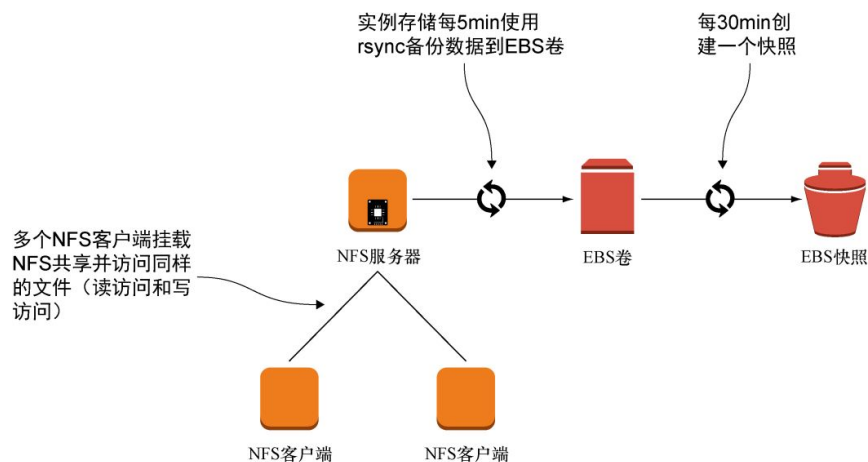 实例存储每5min使用
rsync备份数据到EBS卷
每30min创
建一个快照
多个NFS客户端挂载
NFS共享并访问同样
的文件（读访问和写
访问）
NFS服务器
EBS卷
EBS快照
NFS客户端
NFS客户端